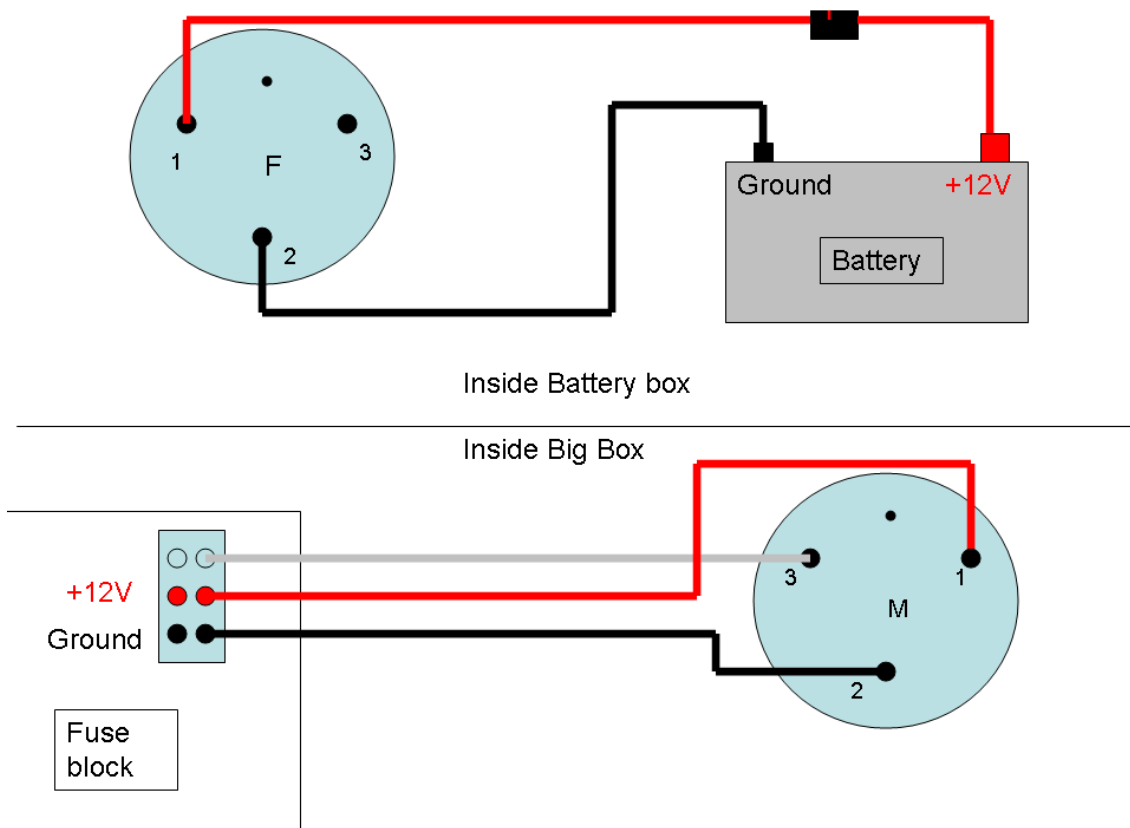 1
F
3
2
Ground
+12V
Battery
Inside Battery box
Inside Big Box
3
1
M
2
+12V
Ground
Fuse
block